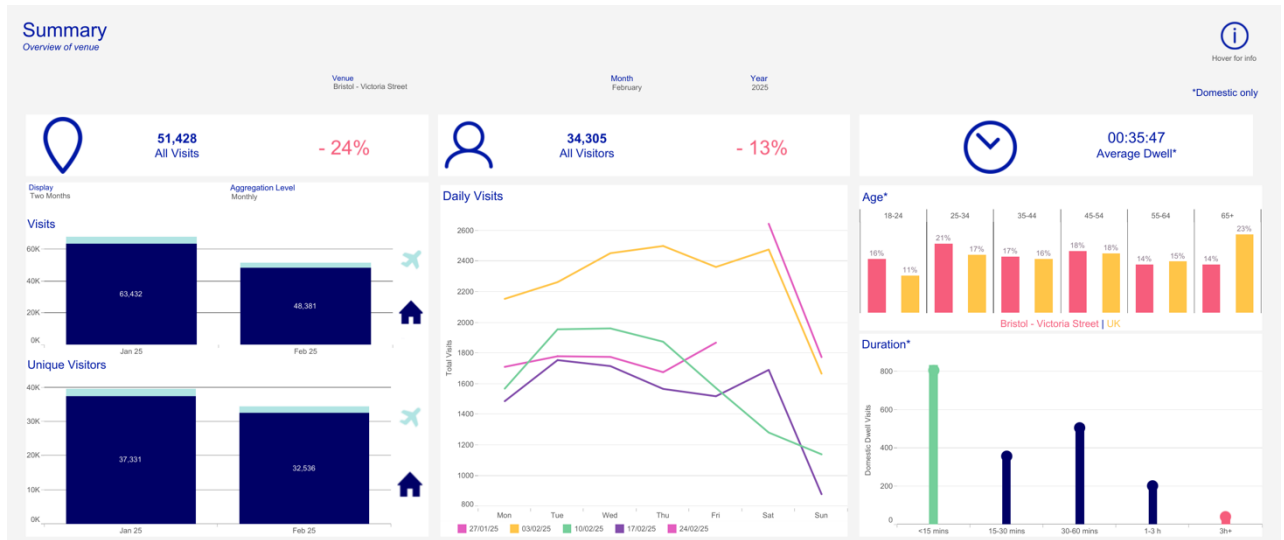 Summary
Overview of venue
Hover for info
Venue
Bristol - Victoria Street
Month
February
Year
2025
*Domestic only
51,428
All Visits
- 24%
34,305
All Visitors
- 13%
00:35:47
Average Dwell*
Display
Two Months
Aggregation Level
Monthly
Visits
60K
40K
20K
0K
63,432
48,381
Jan 25
Feb 25
Unique Visitors
40K
30K
20K
10K
0K
37,331
32,536
Jan 25
Feb 25
Daily Visits
Total Visits
2600
2400
2200
2000
1800
1600
1400
1200
1000
800
Mon
Tue
Wed
Thu
Fri
Sat
Sun
27/01/25
03/02/25
10/02/25
17/02/25
24/02/25
Age*
18-24
25-34
35-44
45-54
55-64
65+
16%
11%
21%
17%
17%
16%
18%
18%
14%
15%
14%
23%
Bristol - Victoria Street | UK
Duration*
Domestic Dwell Visits
800
600
400
200
0
<15 mins
15-30 mins
30-60 mins
1-3 h
3h+